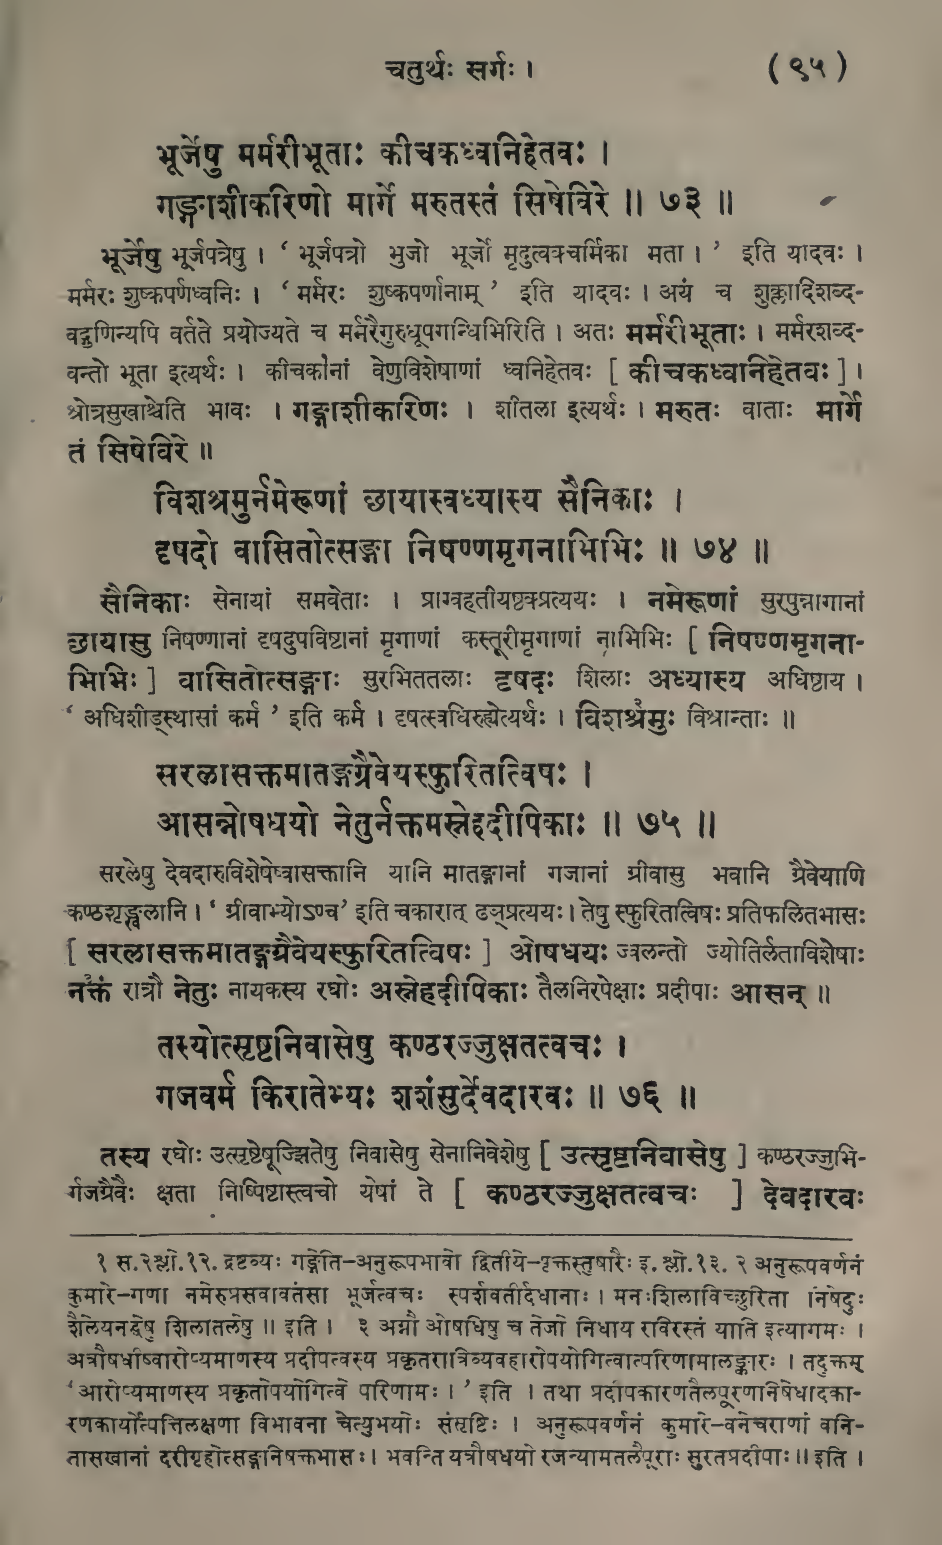 चतुर्थः सर्गः । ( ९५ )
भूर्जेषु मर्मरीभूताः कीचकध्वनिहेतवः ।
गङ्गाशीकरिणो मार्गे मरुतस्तं सिषेविरे ॥ ७३ ॥
भूर्जेषु भूर्जपत्रेषु । ‘ भूर्जपत्रो भुजो भूर्जो मृदुत्वक्चर्मिका मता । ’ इति यादवः ।
मर्मरः शुष्कपर्णध्वनिः । ‘ मर्मरः शुष्कपर्णानाम् ’ इति यादवः । अयं च शुक्लादिशब्द-
वद्गुणिन्यपि वर्तते प्रयोज्यते च मर्मरैगुरुधूपगन्धिभिरिति । अतः मर्मरीभूताः । मर्मरशब्द-
वन्तो भूता इत्यर्थः । कीचकानां वेणुविशेषाणां ध्वनिहेतवः [ कीचकध्वानिहेतवः ] ।
श्रोत्रसुखाश्चेति भावः । गङ्गाशीकरिणः । शीतला इत्यर्थः । मरुतः वाताः मार्गे
तं सिषेविरे ॥
विशश्रमुर्नमेरूणां छायास्वध्यास्य सैनिकाः ।
दृषदो वासितोत्सङ्गा निषण्णमृगनाभिभिः ॥ ७४ ॥
सैनिकाः सेनायां समवेताः । प्राग्वहतीयष्टक्प्रत्ययः । नमेरूणां सुरपुन्नागानां
छायासु निषण्णानां दृषदुपविष्टानां मृगाणां कस्तूरीमृगाणां नाभिभिः [ निषण्णमृगना-
भिभिः ] वासितोत्सङ्गाः सुरभिततलाः दृषदः शिलाः अध्यास्य अधिष्ठाय ।
‘ अधिशीङ्स्थासां कर्म ’ इति कर्म । दृषत्स्वधिरुह्येत्यर्थः । विशश्रमुः विश्रान्ताः ॥
सरलासक्तमातङ्गग्रैवेयस्फुरितत्विषः ।
आसन्नोषधयो नेतुर्नक्तमस्नेहदीपिकाः ॥ ७५ ॥
सरलेषु देवदारुविशेषेष्वासक्तानि यानि मातङ्गानां गजानां ग्रीवासु भवानि ग्रैवेयाणि
कण्ठशृङ्खलानि । ‘ ग्रीवाभ्योऽण्च’ इति चकारात् ढञ्प्रत्ययः । तेषु स्फुरितत्विषः प्रतिफलितभासः
[ सरलासक्तमातङ्गग्रैवेयस्फुरितत्विषः ] ओषधयः ज्वलन्तो ज्योतिर्लताविशेषाः
नक्तं रात्रौ नेतुः नायकस्य रघोः अस्नेहदीपिकाः तैलनिरपेक्षाः प्रदीपाः आसन् ॥
तस्योत्सृष्टनिवासेषु कण्ठरज्जुक्षतत्वचः ।
गजवर्म किरातेभ्यः शशंसुर्देवदारवः ॥ ७६ ॥
तस्य रघोः उत्सृष्टेषूज्झितेषु निवासेषु सेनानिवेशेषु [ उत्सृष्टनिवासेषु ] कण्ठरज्जुभि-
र्गजग्रैवैः क्षता निष्पिष्टास्त्वचो येषां ते [ कण्ठरज्जुक्षतत्वचः ] देवदारवः
१ स.२श्लो.१२. द्रष्टव्यः गङ्गेति–अनुरूपभावो द्वितीये–पृक्तस्तुषारैः इ. श्लो.१३. २ अनुरूपवर्णनं
कुमारे–गणा नमेरुप्रसवावतंसा भूर्जत्वचः स्पर्शवतीर्दधानाः । मनःशिलाविच्छुरिता निषेदुः
शैलेयनद्धेषु शिलातलेषु ॥ इति । ३ अग्नौ ओषधिषु च तेजो निधाय रविरस्तं याति इत्यागमः ।
अत्रौषधीष्वारोप्यमाणस्य प्रदीपत्वस्य प्रकृतरात्रिव्यवहारोपयोगित्वात्परिणामालङ्कारः । तदुक्तम्
‘आरोप्यमाणस्य प्रकृतोपयोगित्वे परिणामः । ’ इति । तथा प्रदीपकारणतैलपूरणनिषेधादका-
रणकार्योत्पत्तिलक्षणा विभावना चेत्युभयोः संसृष्टिः । अनुरूपवर्णनं कुमारे–वनेचराणां वनि-
तासखानां दरीगृहोत्सङ्गनिषक्तभासः । भवन्ति यत्रौषधयो रजन्यामतैलपूराः सुरतप्रदीपाः ॥ इति ।